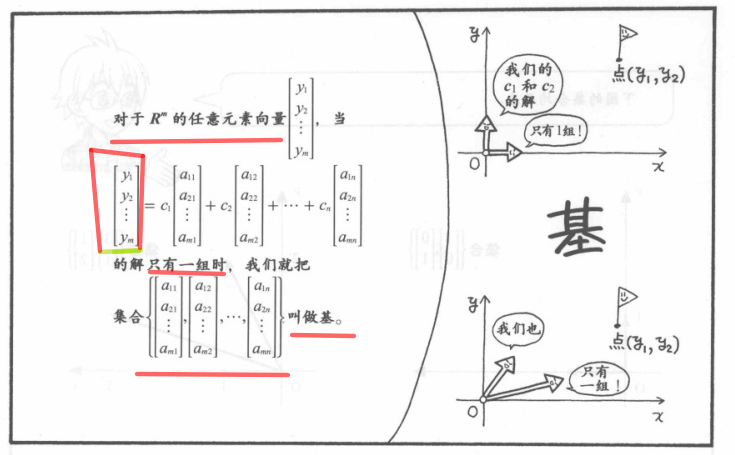 对于 Rᵐ 的任意元素向量 [y₁ y₂ ⋮ yₘ], 当
[y₁ y₂ ⋮ yₘ] = c₁ [a₁₁ a₂₁ ⋮ aₘ₁] + c₂ [a₁₂ a₂₂ ⋮ aₘ₂] + ⋯ + cₙ [a₁ₙ a₂ₙ ⋮ aₘₙ]
的解只有一组时，我们就把
集合 {[a₁₁ a₂₁ ⋮ aₘ₁], [a₁₂ a₂₂ ⋮ aₘ₂], ⋯, [a₁ₙ a₂ₙ ⋮ aₘₙ]} 叫做基。
y
点(y₁, y₂)
我们的
c₁ 和 c₂
的解
只有1组！
O
x
基
y
点(y₁, y₂)
我们也
只有
一组！
O
x